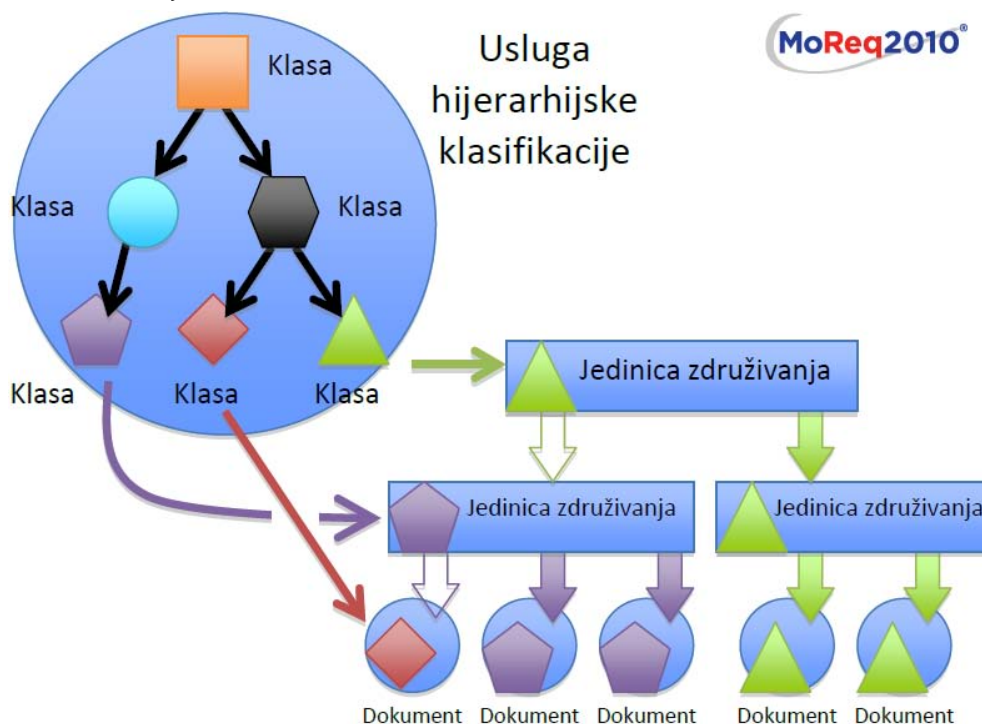 Klasa
Usluga
hijerarhijske
klasifikacije
MoReq2010®
Klasa
Klasa
Klasa
Klasa
Klasa
Jedinica združivanja
Jedinica združivanja
Jedinica združivanja
Dokument
Dokument
Dokument
Dokument
Dokument